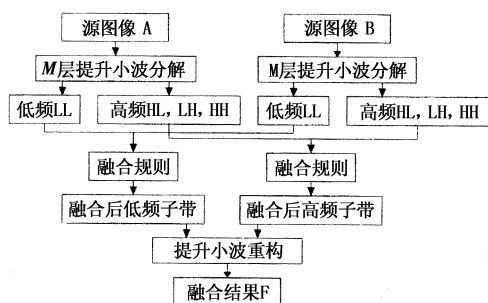 源图像 A
源图像 B
M层提升小波分解
M层提升小波分解
低频LL
高频HL, LH, HH
低频LL
高频HL, LH, HH
融合规则
融合规则
融合后低频子带
融合后高频子带
提升小波重构
融合结果F